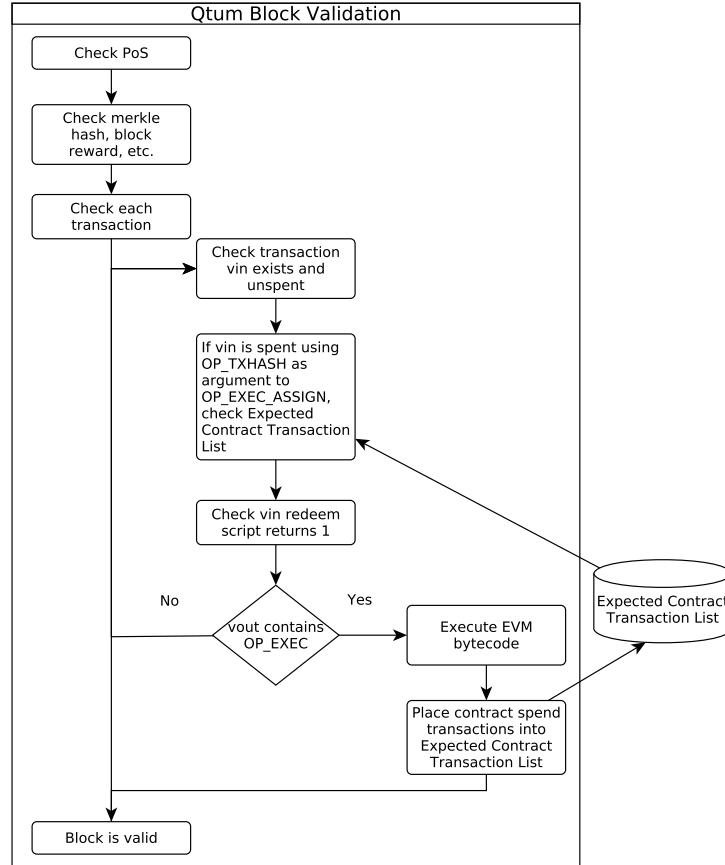 Qtum Block Validation
Check PoS
Check merkle
hash, block
reward, etc.
Check each
transaction
Check transaction
vin exists and
unspent
If vin is spent using
OP_TXHASH as
argument to
OP_EXEC_ASSIGN,
check Expected
Contract Transaction
List
Check vin redeem
script returns 1
No
Yes
vout contains
OP_EXEC
Execute EVM
bytecode
Expected Contract
Transaction List
Place contract spend
transactions into
Expected Contract
Transaction List
Block is valid